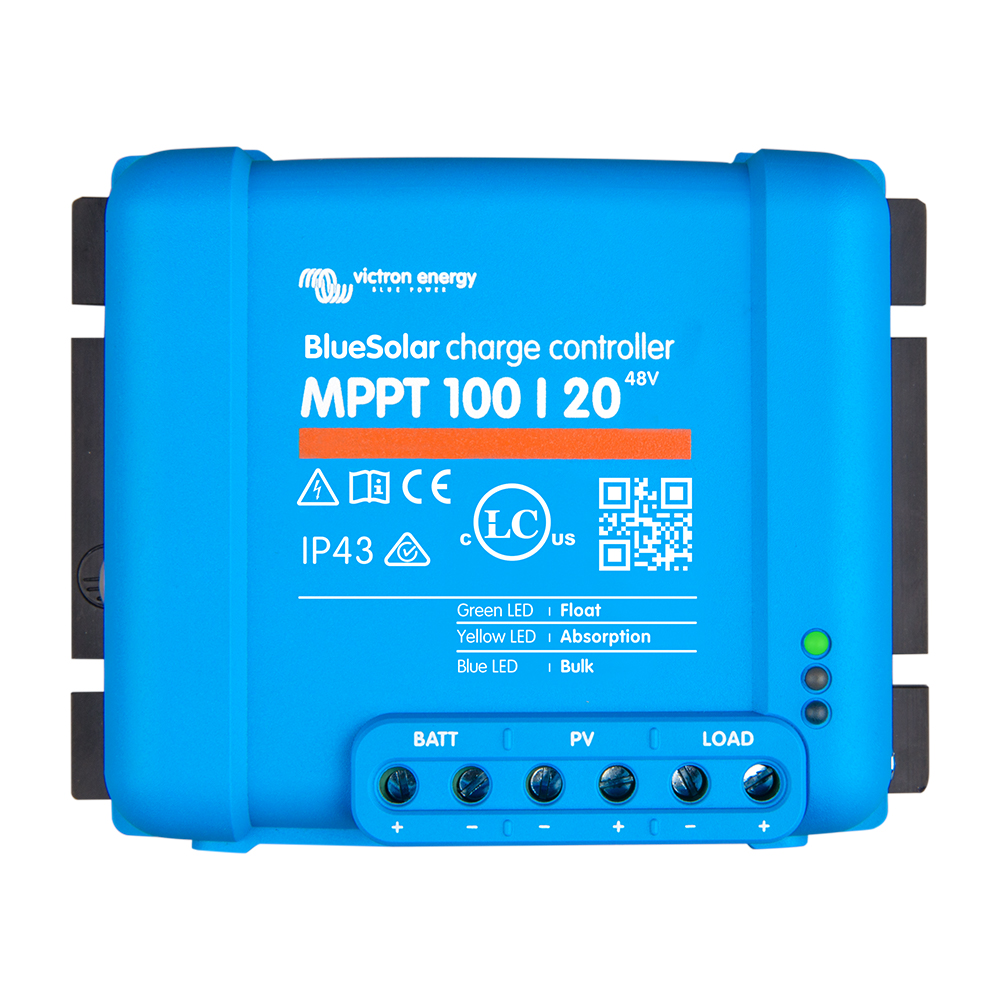 victron energy
BLUE POWER
BlueSolar charge controller
MPPT 100 | 20 48V
CE
c LC us
IP43
Green LED | Float
Yellow LED | Absorption
Blue LED | Bulk
BATT PV LOAD
+ − − + − +